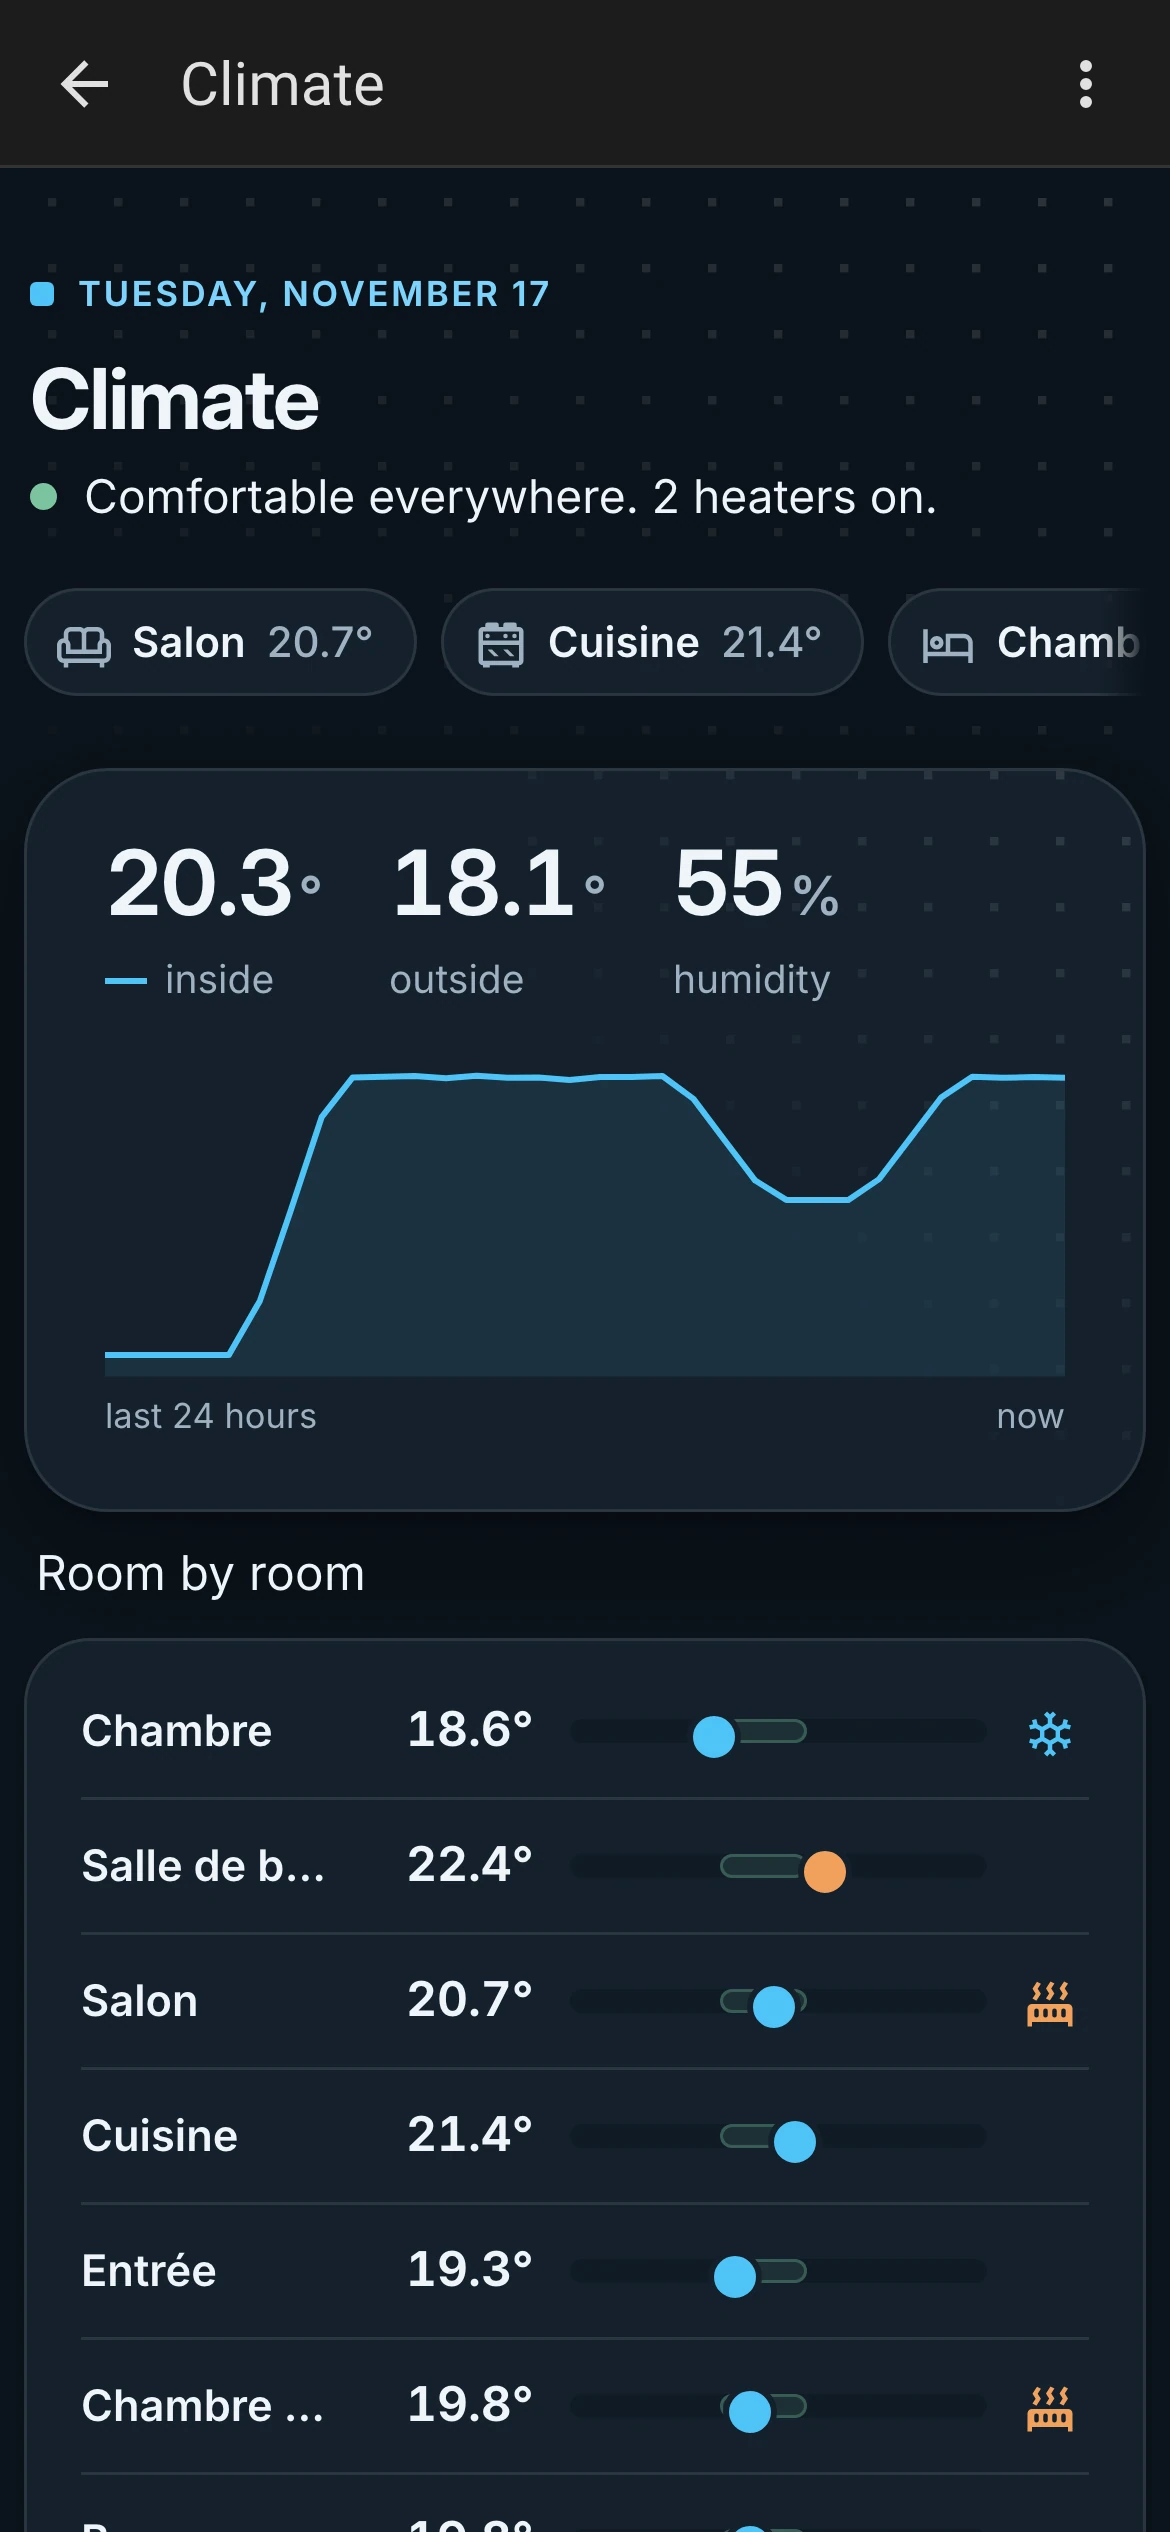 Climate
TUESDAY, NOVEMBER 17
Climate
Comfortable everywhere. 2 heaters on.
Salon 20.7° Cuisine 21.4° Chamb
20.3° 18.1° 55%
inside outside humidity
last 24 hours now
Room by room
Chambre 18.6°
Salle de b... 22.4°
Salon 20.7°
Cuisine 21.4°
Entrée 19.3°
Chambre ... 19.8°